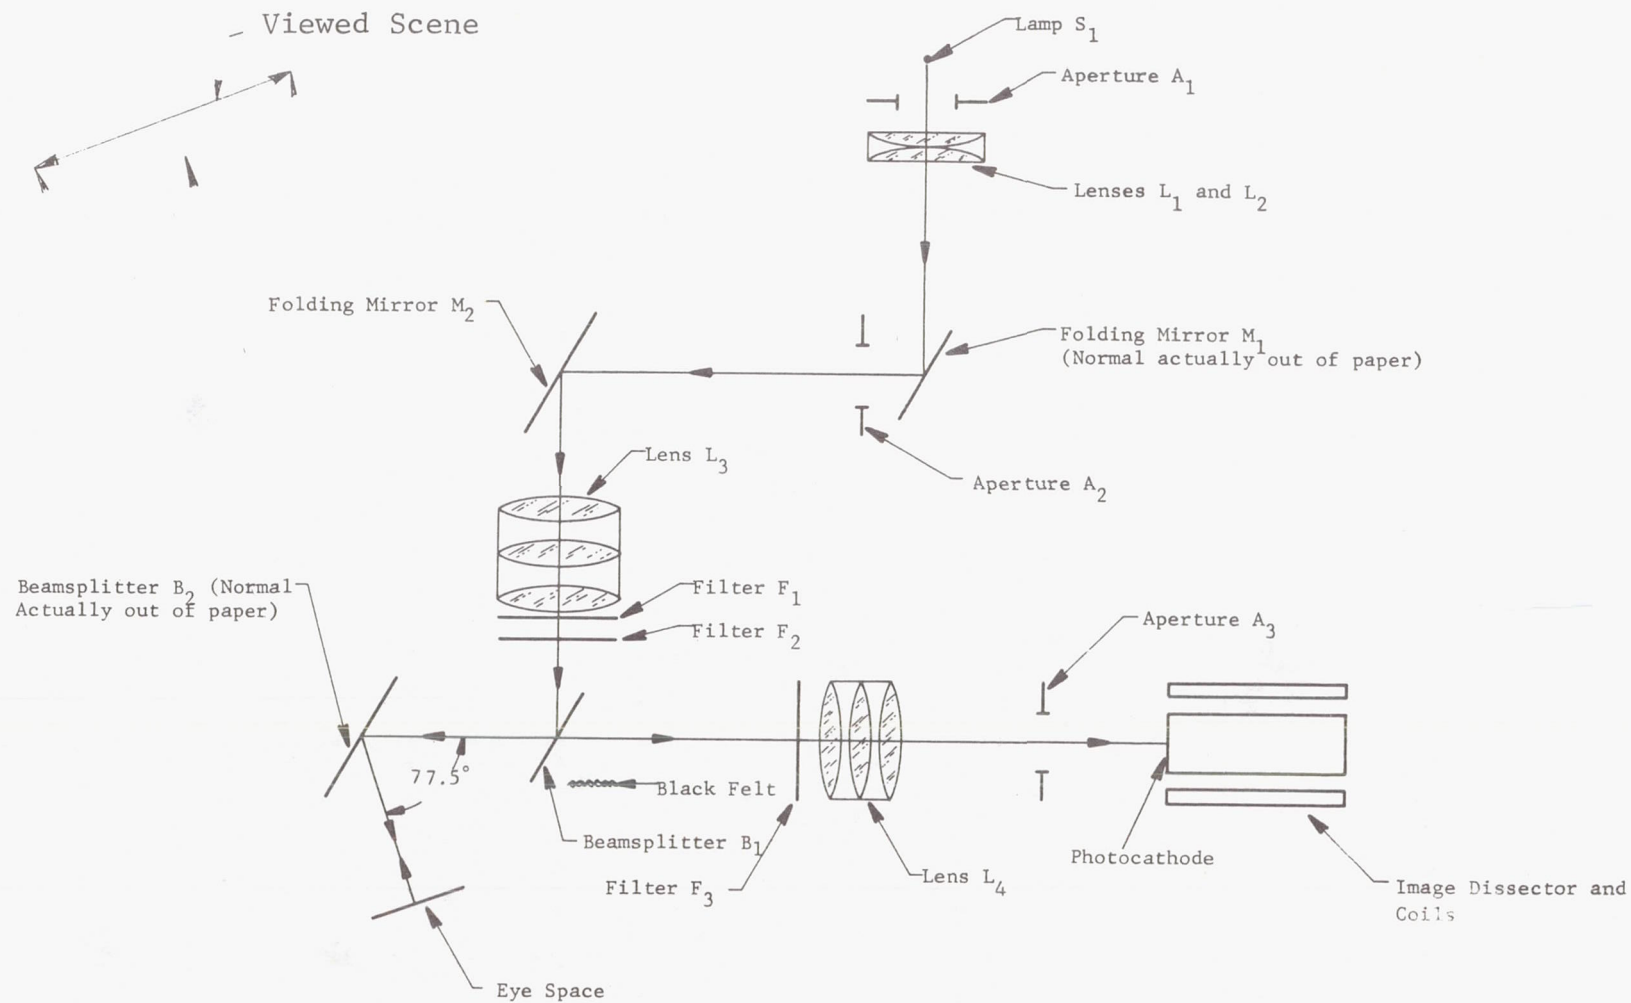 Viewed Scene
Lamp S1
Aperture A1
Lenses L1 and L2
Folding Mirror M2
Folding Mirror M1
(Normal actually out of paper)
Lens L3
Aperture A2
Beamsplitter B2 (Normal
Actually out of paper)
Filter F1
Filter F2
Aperture A3
77.5°
Black Felt
Beamsplitter B1
Photocathode
Filter F3
Lens L4
Image Dissector and
Coils
Eye Space